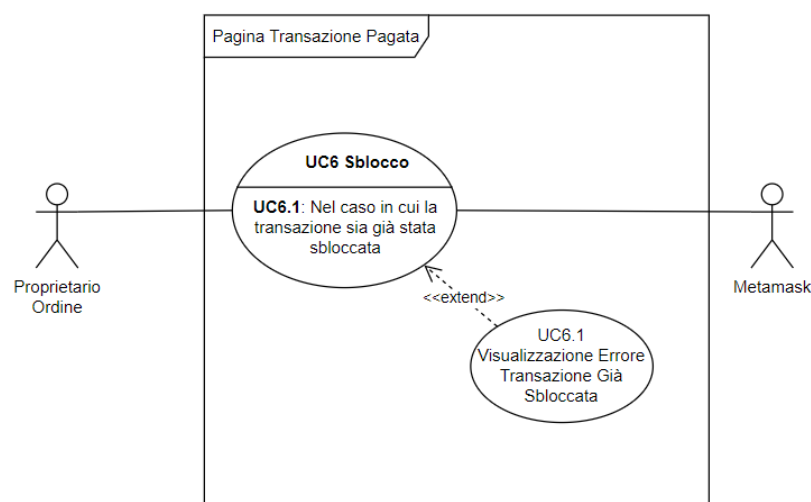 Pagina Transazione Pagata
UC6 Sblocco
UC6.1: Nel caso in cui la
transazione sia già stata
sbloccata
Proprietario
Ordine
Metamask
<<extend>>
UC6.1
Visualizzazione Errore
Transazione Già
Sbloccata